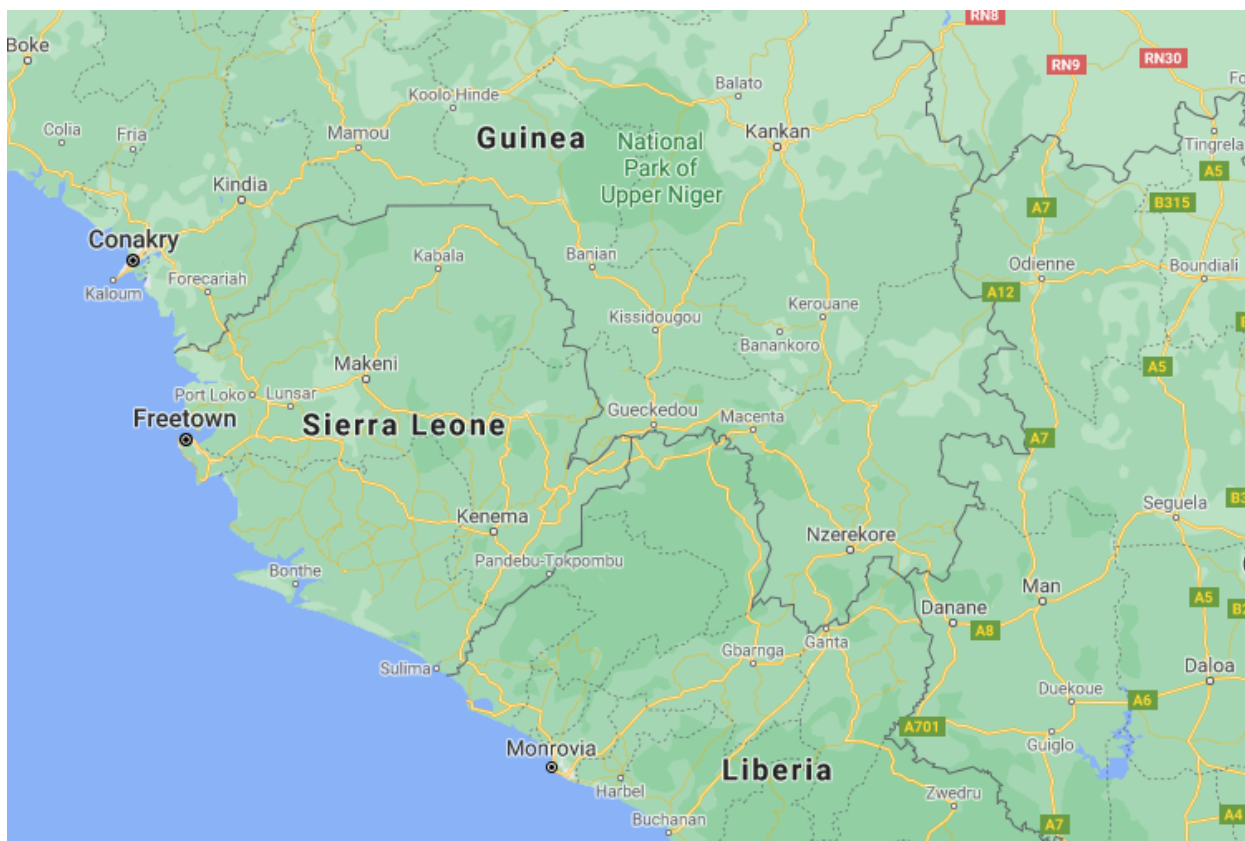 RN8
Boke
RN9
RN30
Balato
Koolo Hinde
Colia
Fria
Mamou
Guinea
National
Park of
Upper Niger
Kankan
Tingrela
A5
Kindia
A7
B315
Conakry
Kaloum
Forecariah
Kabala
Banian
Odienne
Boundiali
A12
Kerouane
Kissidougou
Banankoro
Makeni
A5
Port Loko
Lunsar
Freetown
Sierra Leone
Gueckedou
Macenta
A7
Seguela
Kenema
Nzerekore
Pandebu-Tokpombu
Bonthe
Man
A5
Danane
A8
Ganta
Gbarnga
Sulima
Daloa
Duekoue
A6
A701
Guiglo
Monrovia
Liberia
Harbel
Zwedru
Buchanan
A7
A4